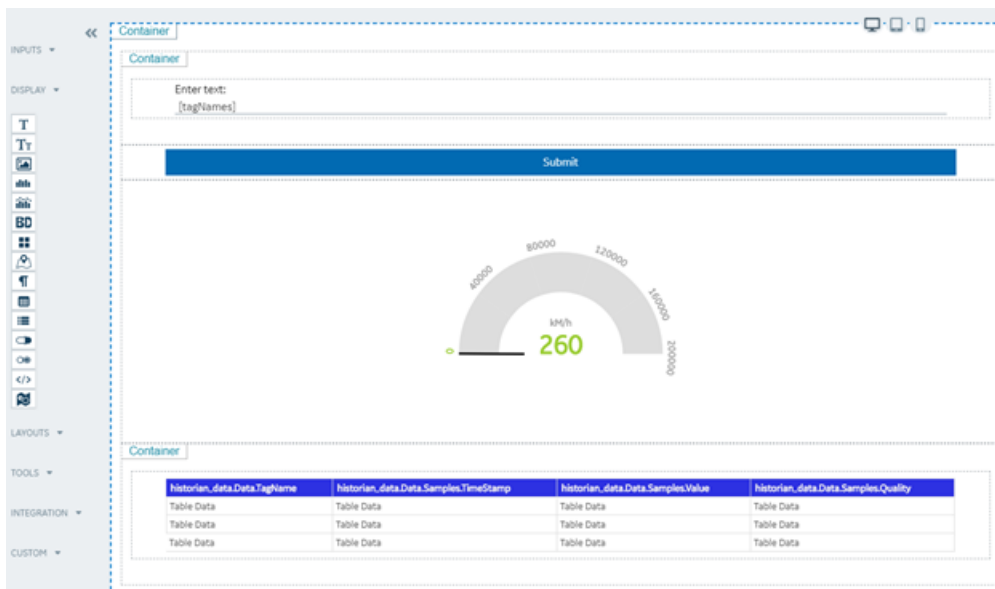 Container
INPUTS
Container
DISPLAY
Enter text:
[tagNames]
T
TT
Submit
BD
80000
120000
40000
160000
kM/h
260
0
200000
</>
LAYOUTS
Container
TOOLS
historian_data.Data.TagName historian_data.Data.Samples.TimeStamp historian_data.Data.Samples.Value historian_data.Data.Samples.Quality
Table Data Table Data Table Data Table Data
INTEGRATION
Table Data Table Data Table Data Table Data
Table Data Table Data Table Data Table Data
CUSTOM